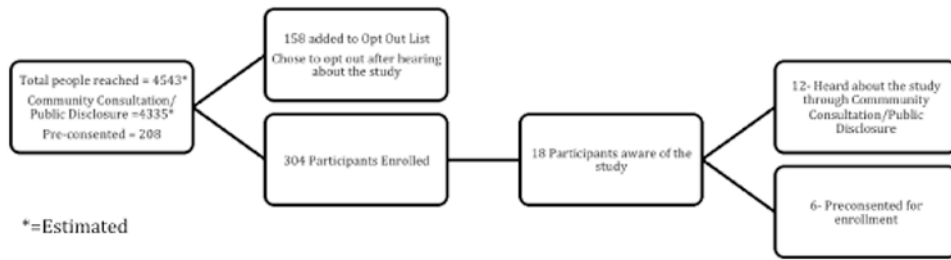 Total people reached = 4543*
Community Consultation/
Public Disclosure =4335*
Pre-consented = 208
158 added to Opt Out List
Chose to opt out after hearing
about the study
304 Participants Enrolled
18 Participants aware of the
study
12- Heard about the study
through Commmunity
Consultation/Public
Disclosure
6- Preconsented for
enrollment
*=Estimated